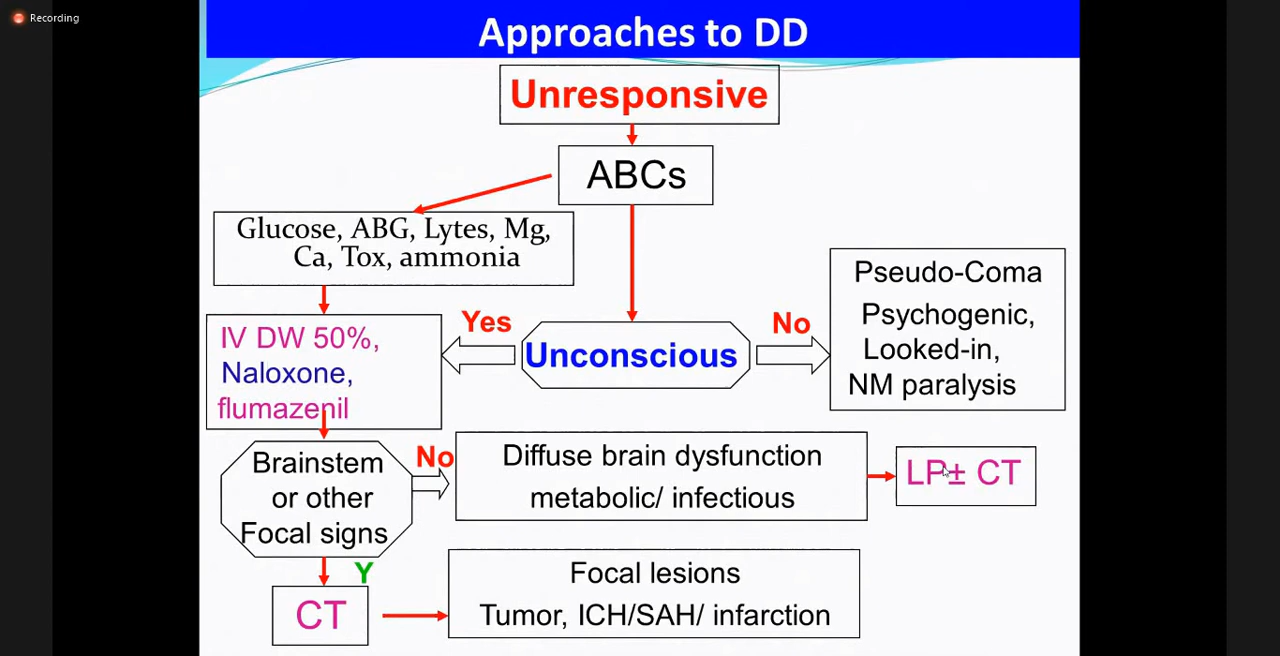 Recording
Approaches to DD
Unresponsive
ABCs
Glucose, ABG, Lytes, Mg,
Ca, Tox, ammonia
IV DW 50%,
Naloxone,
flumazenil
Yes
Unconscious
No
Pseudo-Coma
Psychogenic,
Looked-in,
NM paralysis
Brainstem
or other
Focal signs
No
Diffuse brain dysfunction
metabolic/ infectious
LP± CT
Y
CT
Focal lesions
Tumor, ICH/SAH/ infarction